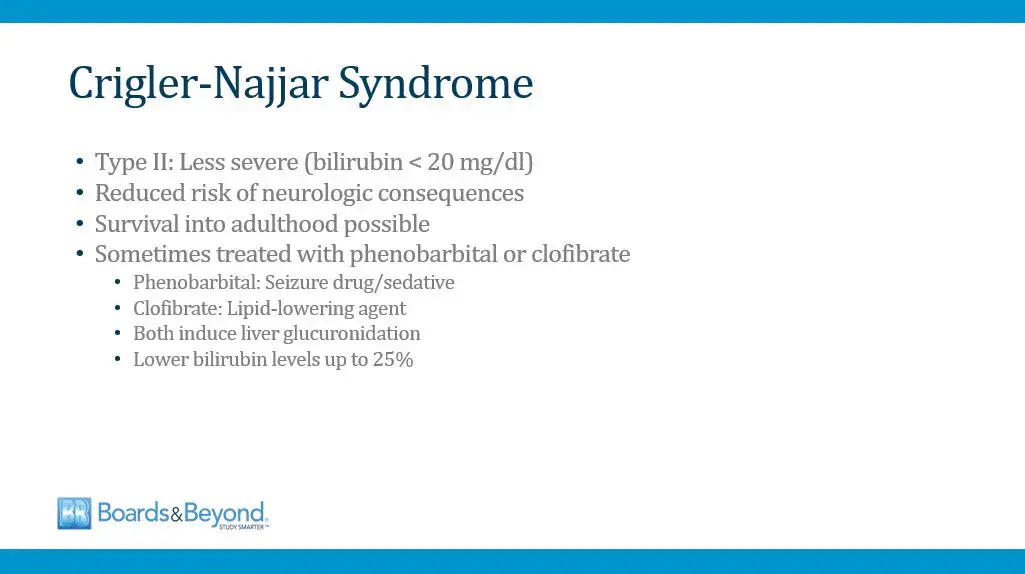 Crigler-Najjar Syndrome
• Type II: Less severe (bilirubin < 20 mg/dl)
• Reduced risk of neurologic consequences
• Survival into adulthood possible
• Sometimes treated with phenobarbital or clofibrate
• Phenobarbital: Seizure drug/sedative
• Clofibrate: Lipid-lowering agent
• Both induce liver glucuronidation
• Lower bilirubin levels up to 25%
BB Boards&Beyond.
STUDY SMARTER™